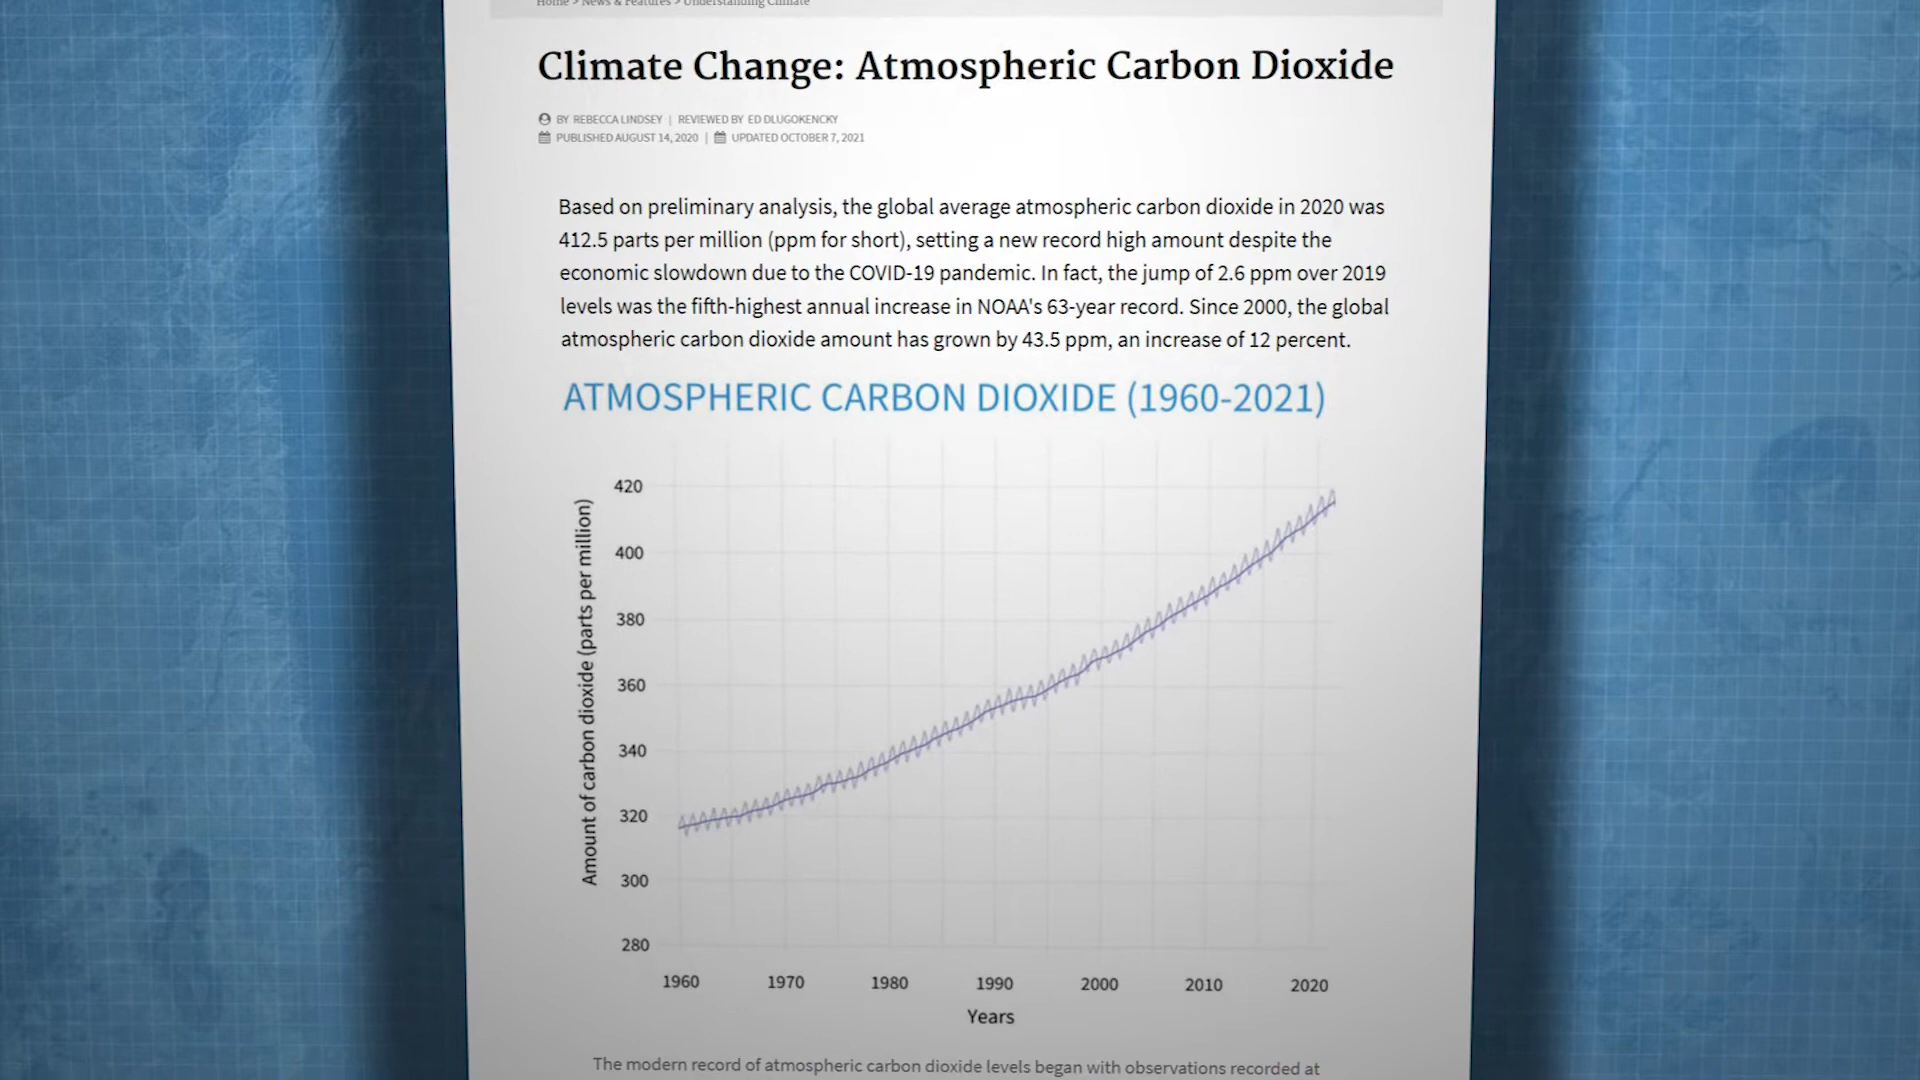 Home > News & Features > Understanding Climate
Climate Change: Atmospheric Carbon Dioxide
BY REBECCA LINDSEY | REVIEWED BY ED DLUGOKENCKY
PUBLISHED AUGUST 14, 2020 | UPDATED OCTOBER 7, 2021
Based on preliminary analysis, the global average atmospheric carbon dioxide in 2020 was
412.5 parts per million (ppm for short), setting a new record high amount despite the
economic slowdown due to the COVID-19 pandemic. In fact, the jump of 2.6 ppm over 2019
levels was the fifth-highest annual increase in NOAA's 63-year record. Since 2000, the global
atmospheric carbon dioxide amount has grown by 43.5 ppm, an increase of 12 percent.
ATMOSPHERIC CARBON DIOXIDE (1960-2021)
Amount of carbon dioxide (parts per million)
420
400
380
360
340
320
300
280
1960 1970 1980 1990 2000 2010 2020
Years
The modern record of atmospheric carbon dioxide levels began with observations recorded at